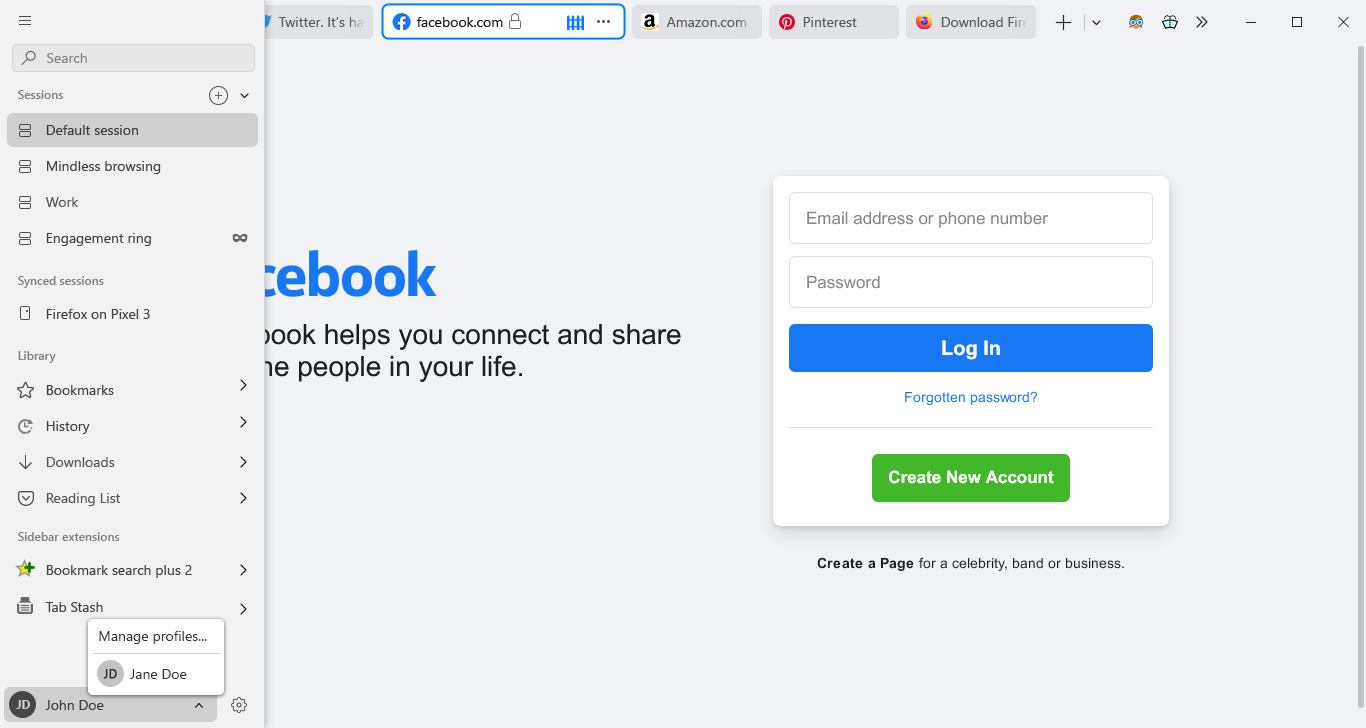 Twitter. It's ha
facebook.com
Amazon.com
Pinterest
Download Fire
Search
Sessions
Default session
Mindless browsing
Work
Engagement ring
Synced sessions
Firefox on Pixel 3
Library
Bookmarks
History
Downloads
Reading List
Sidebar extensions
Bookmark search plus 2
Tab Stash
Manage profiles...
JD Jane Doe
JD John Doe
cebook
book helps you connect and share
he people in your life.
Email address or phone number
Password
Log In
Forgotten password?
Create New Account
Create a Page for a celebrity, band or business.